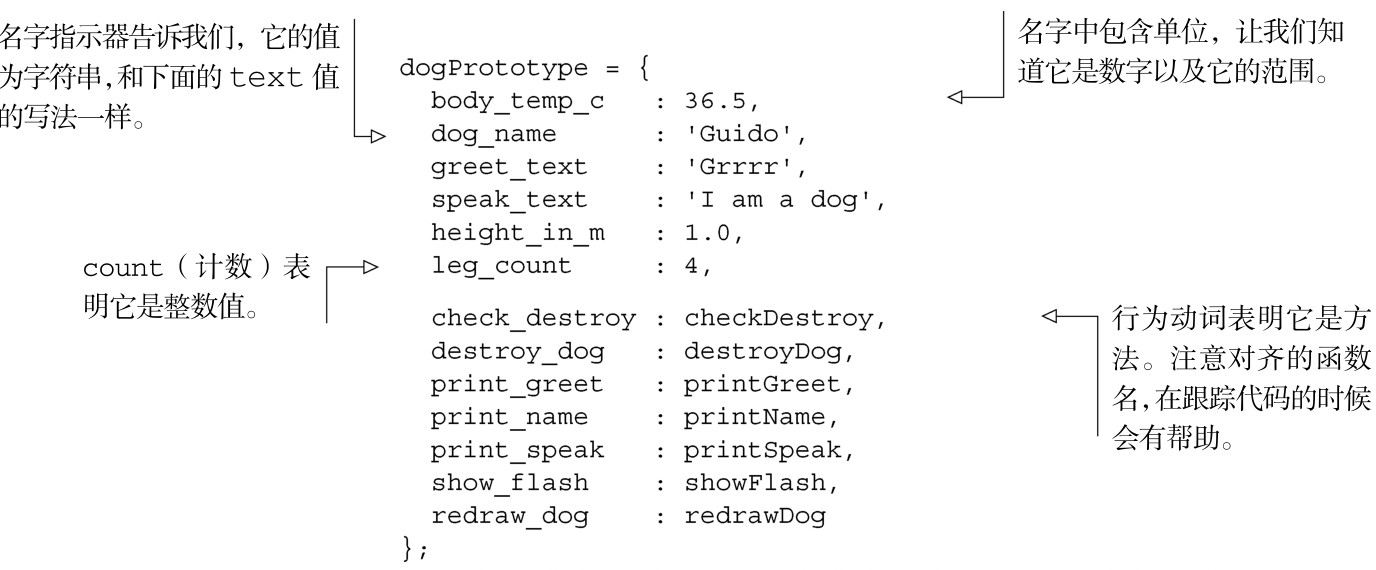 名字指示器告诉我们，它的值
为字符串，和下面的 text 值
的写法一样。
名字中包含单位，让我们知
道它是数字以及它的范围。
dogPrototype = {
  body_temp_c   : 36.5,
  dog_name      : 'Guido',
  greet_text    : 'Grrrr',
  speak_text    : 'I am a dog',
  height_in_m   : 1.0,
  leg_count     : 4,
count（计数）表
明它是整数值。
  check_destroy : checkDestroy,
  destroy_dog   : destroyDog,
  print_greet   : printGreet,
  print_name    : printName,
  print_speak   : printSpeak,
  show_flash    : showFlash,
  redraw_dog    : redrawDog
};
行为动词表明它是方
法。注意对齐的函数
名，在跟踪代码的时候
会有帮助。